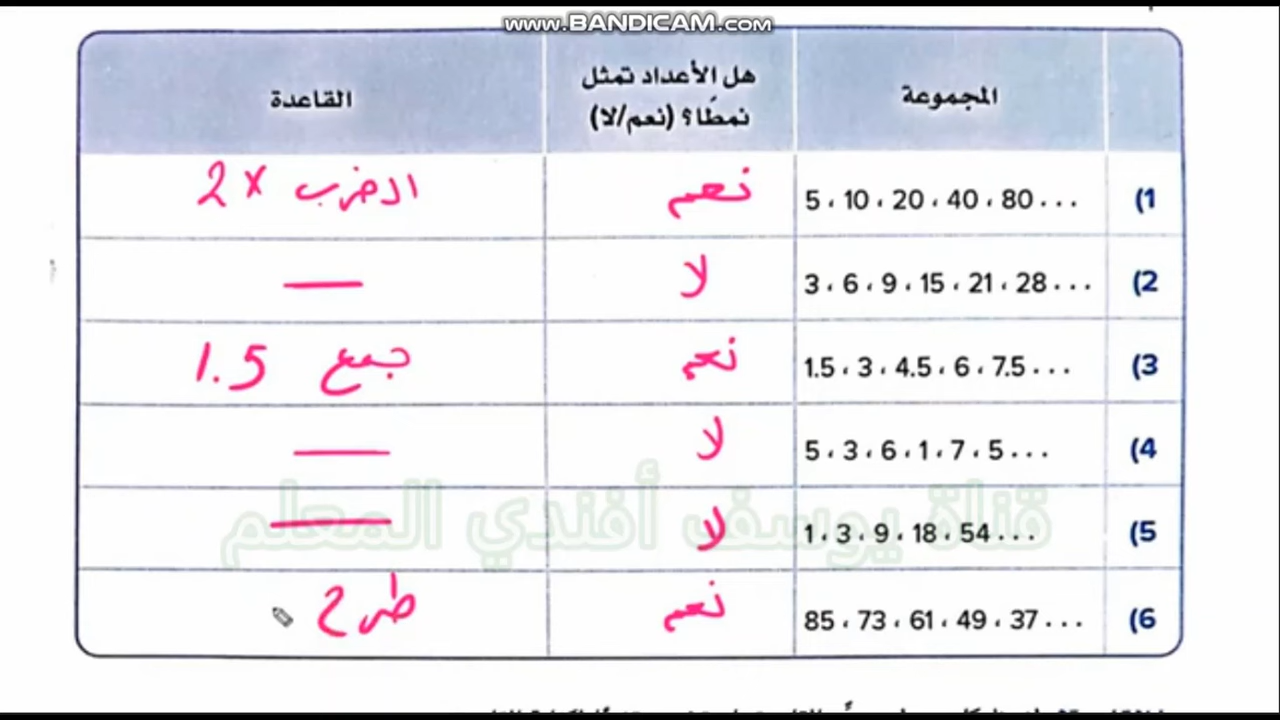 WWW.BANDICAM.COM
المجموعة هل الأعداد تمثل نمطًا؟ (نعم/لا) القاعدة
1) 5 ، 10 ، 20 ، 40 ، 80 ... نعم الضرب × 2
2) 3 ، 6 ، 9 ، 15 ، 21 ، 28 ... لا —
3) 1.5 ، 3 ، 4.5 ، 6 ، 7.5 ... نعم جمع 1.5
4) 5 ، 3 ، 6 ، 1 ، 7 ، 5 ... لا —
5) 1 ، 3 ، 9 ، 18 ، 54 ... لا —
قناة يوسف أفندي المعلم
6) 85 ، 73 ، 61 ، 49 ، 37 ... نعم طرح